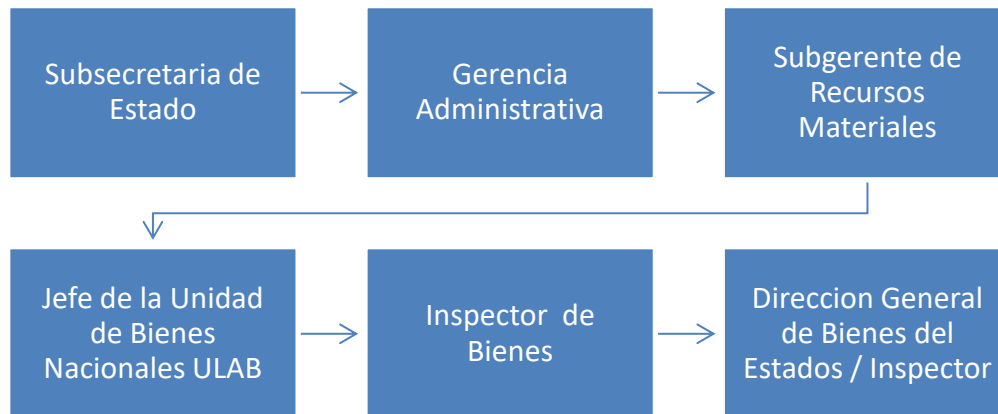 Subsecretaria de
Estado
Gerencia
Administrativa
Subgerente de
Recursos
Materiales
Jefe de la Unidad
de Bienes
Nacionales ULAB
Inspector de
Bienes
Direccion General
de Bienes del
Estados / Inspector